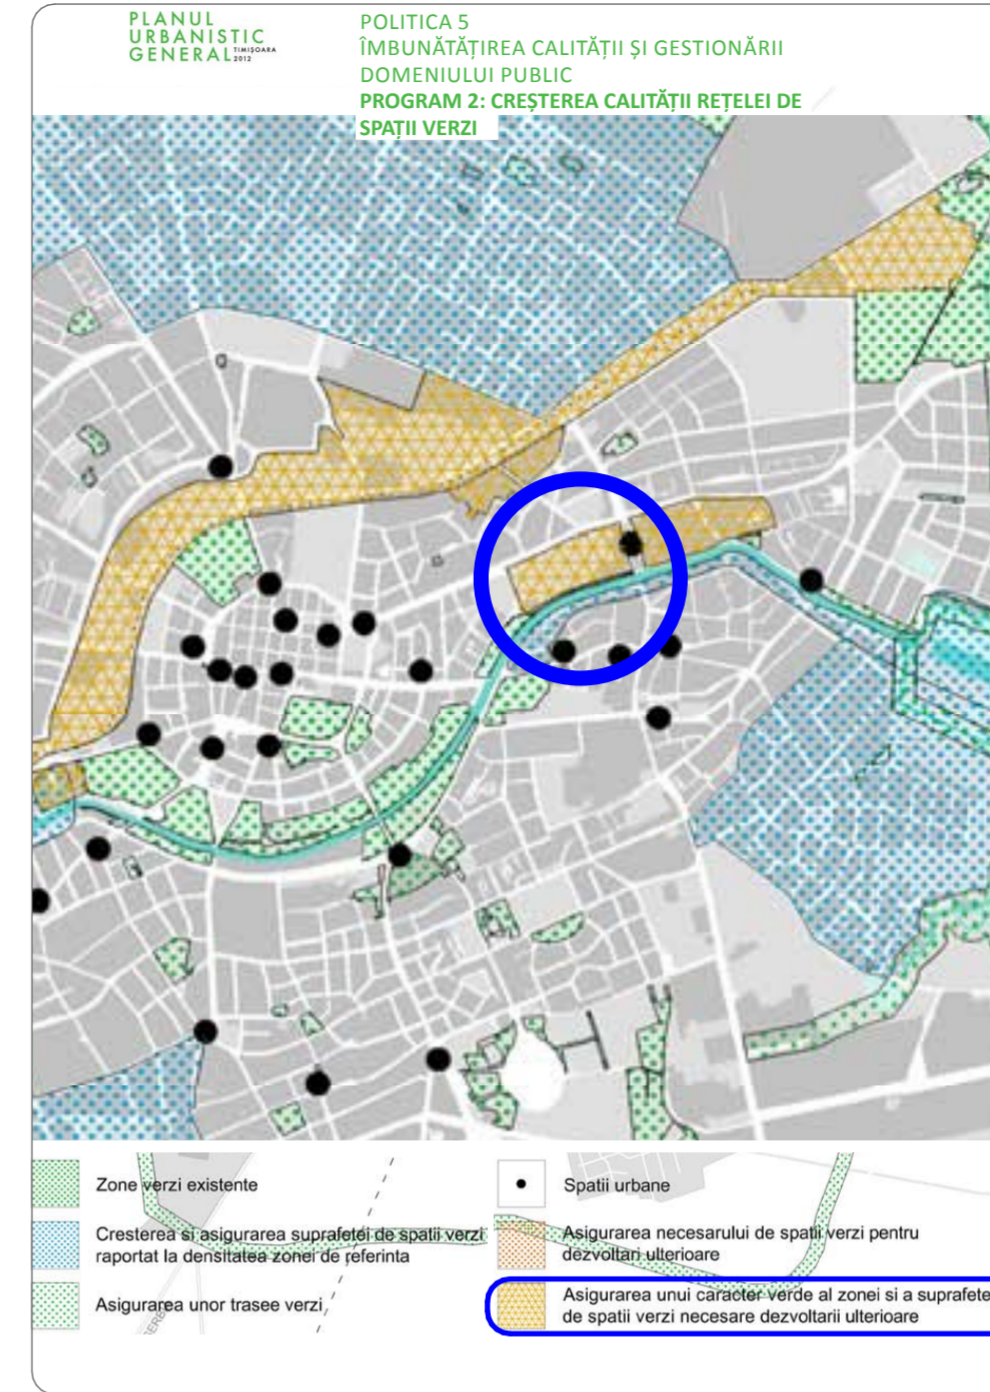 PLANUL
URBANISTIC
GENERAL TIMIȘOARA 2012
POLITICA 5
ÎMBUNĂTĂȚIREA CALITĂȚII ȘI GESTIONĂRII
DOMENIULUI PUBLIC
PROGRAM 2: CREȘTEREA CALITĂȚII REȚELEI DE
SPAȚII VERZI
Zone verzi existente
Cresterea si asigurarea suprafetei de spatii verzi
raportat la densitatea zonei de referinta
Asigurarea unor trasee verzi
Spatii urbane
Asigurarea necesarului de spatii verzi pentru
dezvoltari ulterioare
Asigurarea unui caracter verde al zonei si a suprafete
de spatii verzi necesare dezvoltarii ulterioare